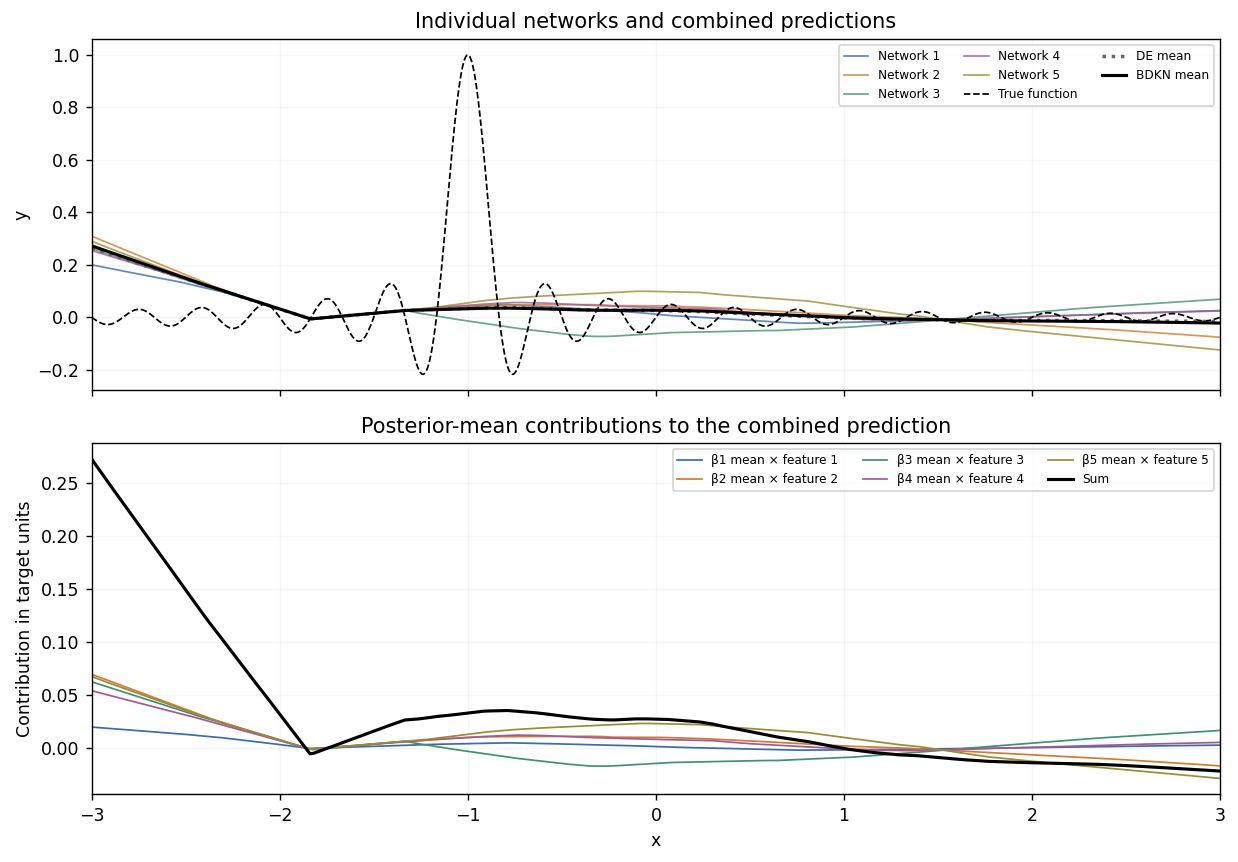 Individual networks and combined predictions
y
1.0
0.8
0.6
0.4
0.2
0.0
−0.2
Network 1
Network 2
Network 3
Network 4
Network 5
True function
DE mean
BDKN mean
Posterior-mean contributions to the combined prediction
Contribution in target units
0.25
0.20
0.15
0.10
0.05
0.00
β1 mean × feature 1
β2 mean × feature 2
β3 mean × feature 3
β4 mean × feature 4
β5 mean × feature 5
Sum
−3
−2
−1
0
1
2
3
x